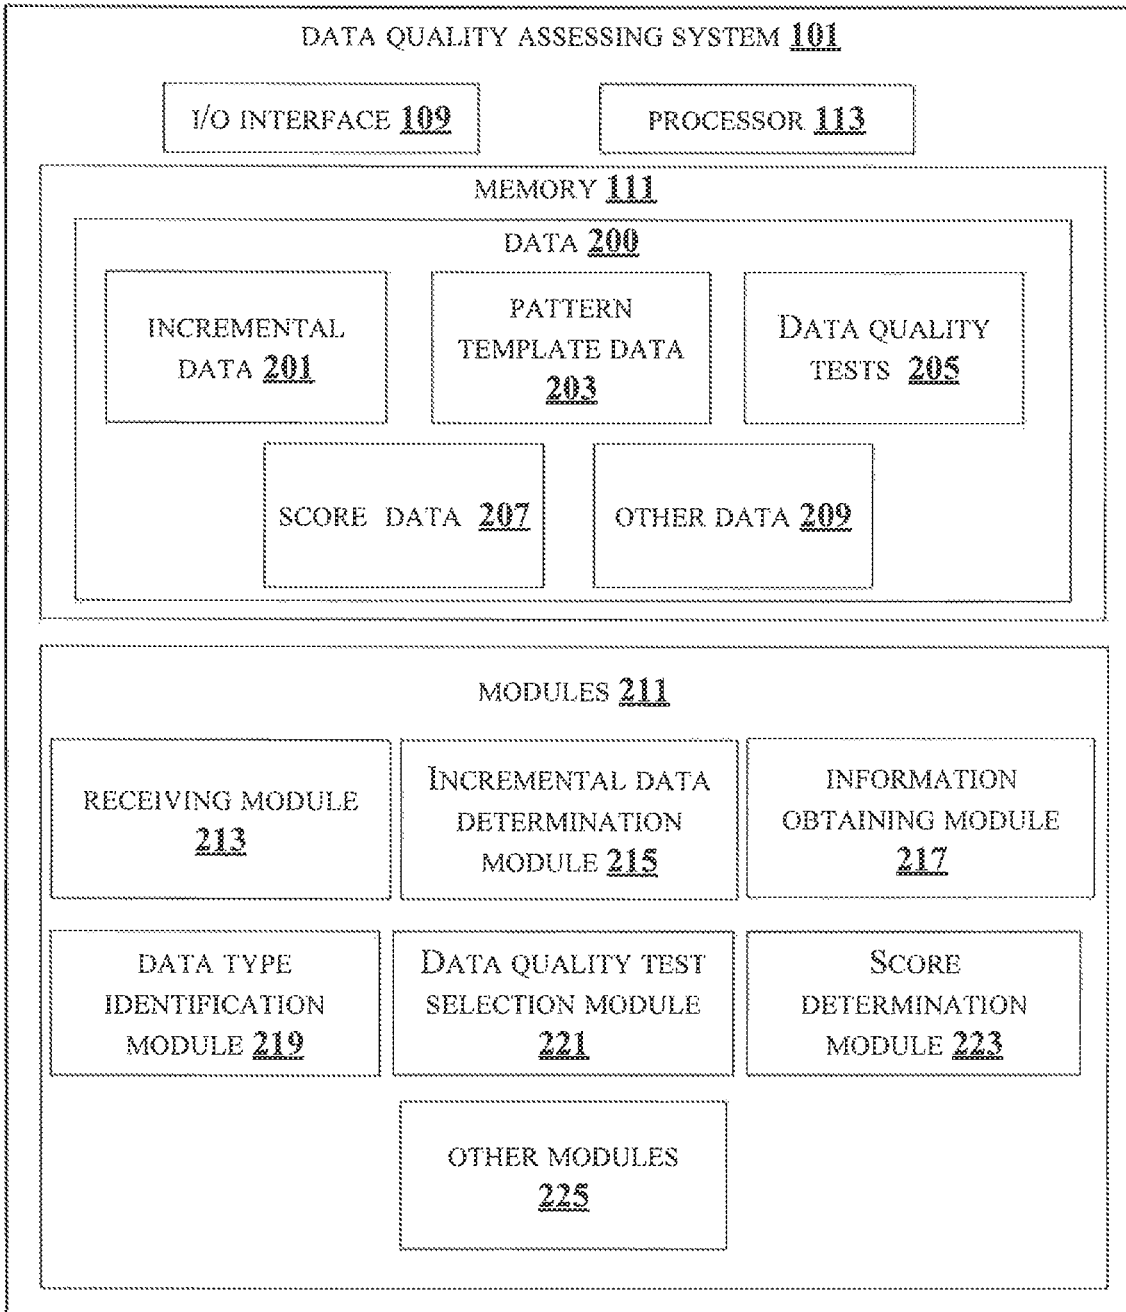 DATA QUALITY ASSESSING SYSTEM 101
I/O INTERFACE 109
PROCESSOR 113
MEMORY 111
DATA 200
INCREMENTAL
DATA 201
PATTERN
TEMPLATE DATA
203
DATA QUALITY
TESTS 205
SCORE DATA 207
OTHER DATA 209
MODULES 211
RECEIVING MODULE
213
INCREMENTAL DATA
DETERMINATION
MODULE 215
INFORMATION
OBTAINING MODULE
217
DATA TYPE
IDENTIFICATION
MODULE 219
DATA QUALITY TEST
SELECTION MODULE
221
SCORE
DETERMINATION
MODULE 223
OTHER MODULES
225